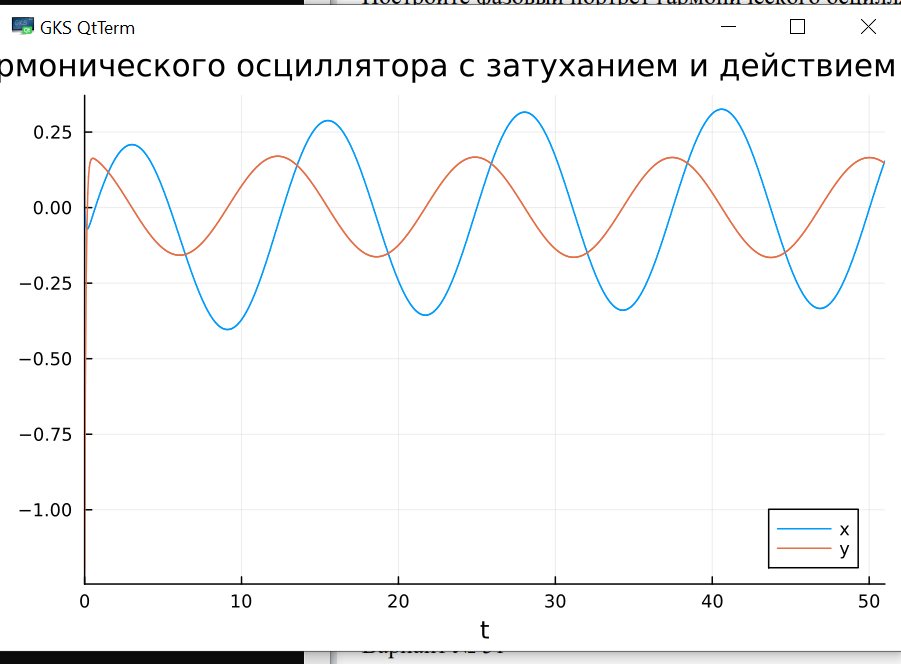 Постройте фазовый портрет гармонического
GKS QtTerm
рмонического осциллятора с затуханием и действием
0.25
0.00
−0.25
−0.50
−0.75
−1.00
x
y
0 10 20 30 40 50
t